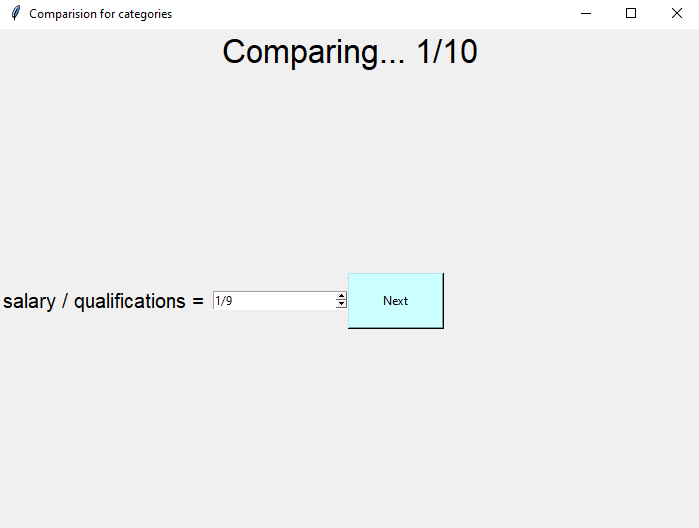 Comparision for categories
Comparing... 1/10
salary / qualifications = 1/9 Next